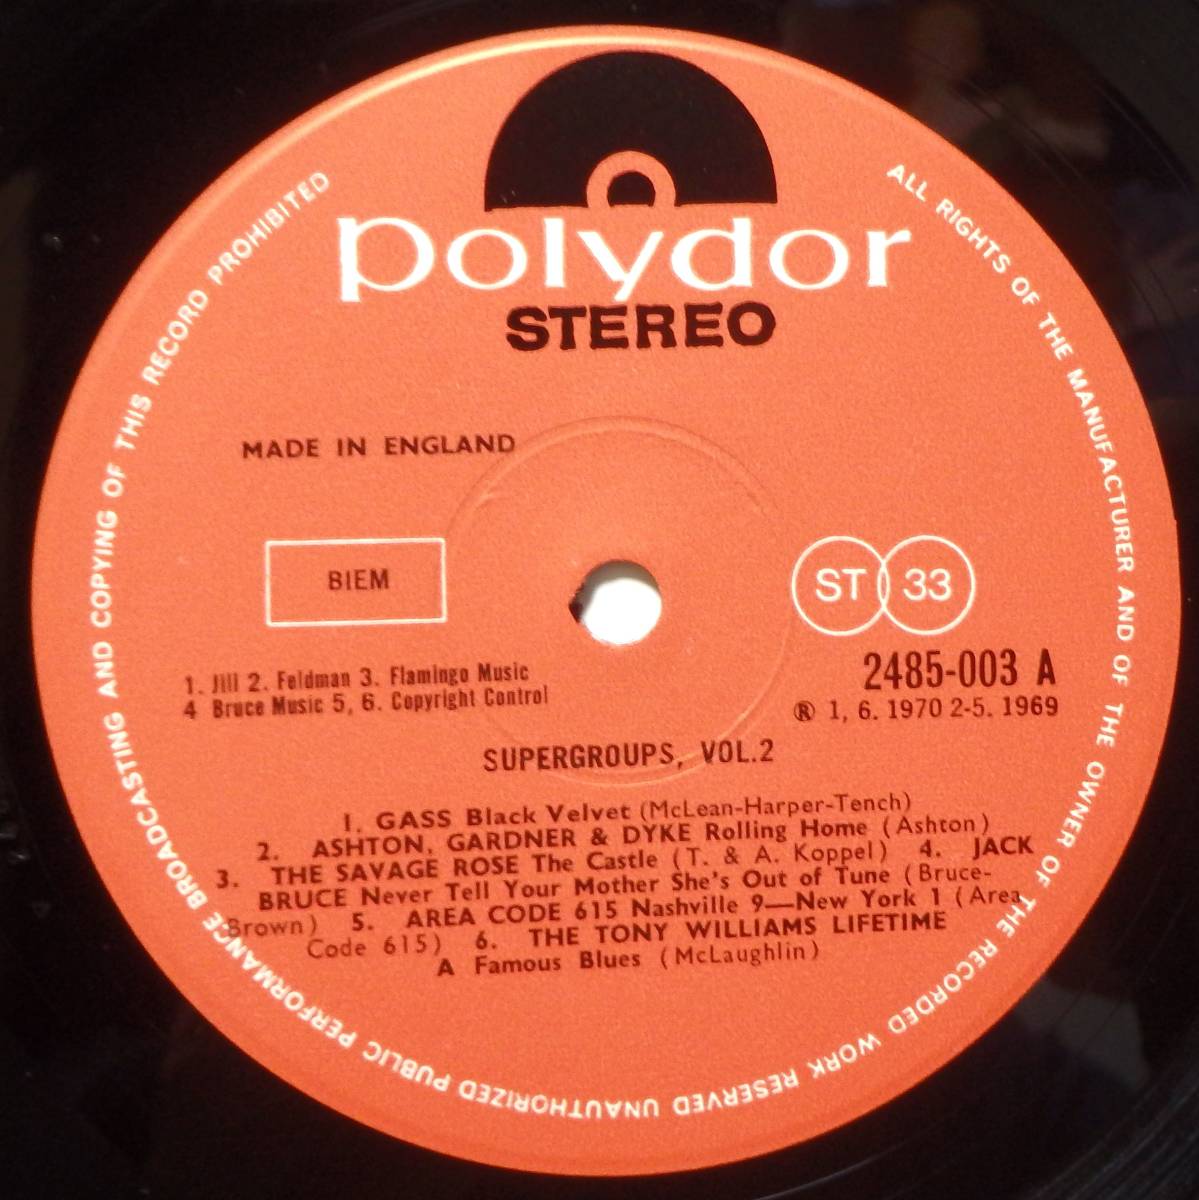 polydor
STEREO
MADE IN ENGLAND
BIEM
ST 33
1. Jill 2. Feldman 3. Flamingo Music
4 Bruce Music 5, 6. Copyright Control
2485-003 A
® 1, 6. 1970 2-5. 1969
SUPERGROUPS, VOL.2
1. GASS Black Velvet (McLean-Harper-Tench)
2. ASHTON, GARDNER & DYKE Rolling Home (Ashton)
3. THE SAVAGE ROSE The Castle (T. & A. Koppel) 4. JACK
BRUCE Never Tell Your Mother She's Out of Tune (Bruce-
Brown) 5. AREA CODE 615 Nashville 9—New York 1 (Area
Code 615) 6. THE TONY WILLIAMS LIFETIME
A Famous Blues (McLaughlin)
ALL RIGHTS OF THE MANUFACTURER AND OF THE OWNER OF THE RECORDED WORK RESERVED UNAUTHORIZED PUBLIC PERFORMANCE BROADCASTING AND COPYING OF THIS RECORD PROHIBITED